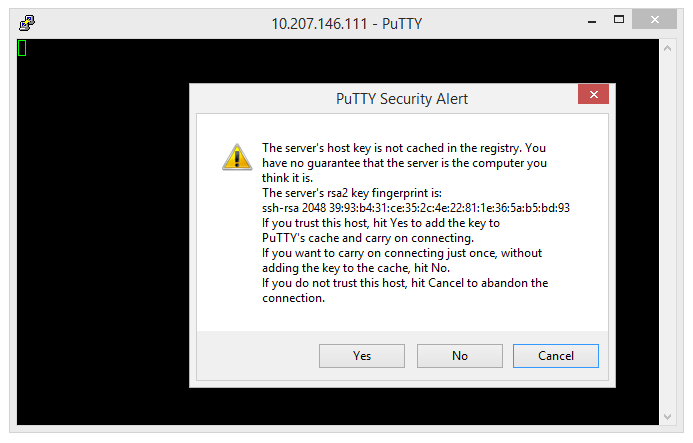 10.207.146.111 - PuTTY
PuTTY Security Alert
The server's host key is not cached in the registry. You
have no guarantee that the server is the computer you
think it is.
The server's rsa2 key fingerprint is:
ssh-rsa 2048 39:93:b4:31:ce:35:2c:4e:22:81:1e:36:5a:b5:bd:93
If you trust this host, hit Yes to add the key to
PuTTY's cache and carry on connecting.
If you want to carry on connecting just once, without
adding the key to the cache, hit No.
If you do not trust this host, hit Cancel to abandon the
connection.
Yes No Cancel